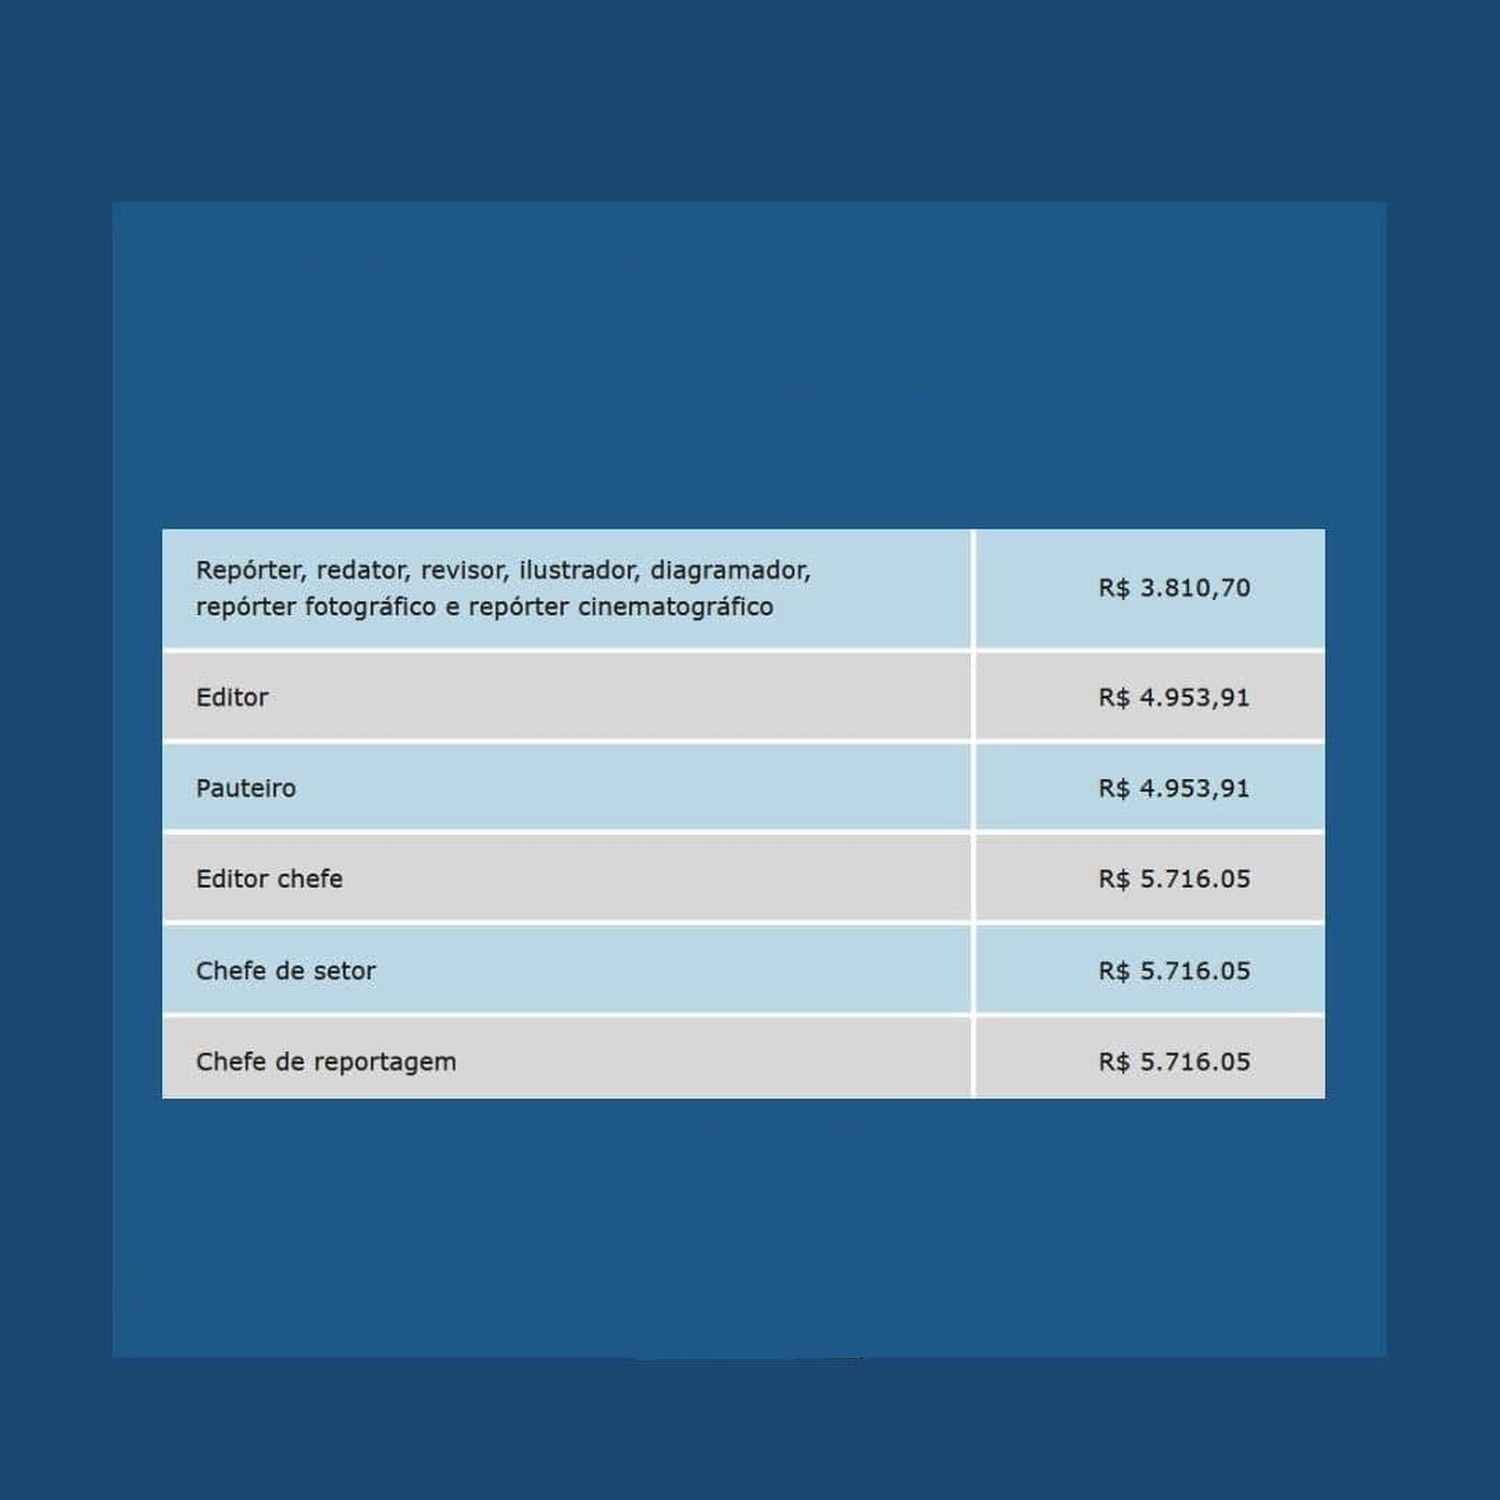 Repórter, redator, revisor, ilustrador, diagramador,
repórter fotográfico e repórter cinematográfico
R$ 3.810,70
Editor
R$ 4.953,91
Pauteiro
R$ 4.953,91
Editor chefe
R$ 5.716.05
Chefe de setor
R$ 5.716.05
Chefe de reportagem
R$ 5.716.05